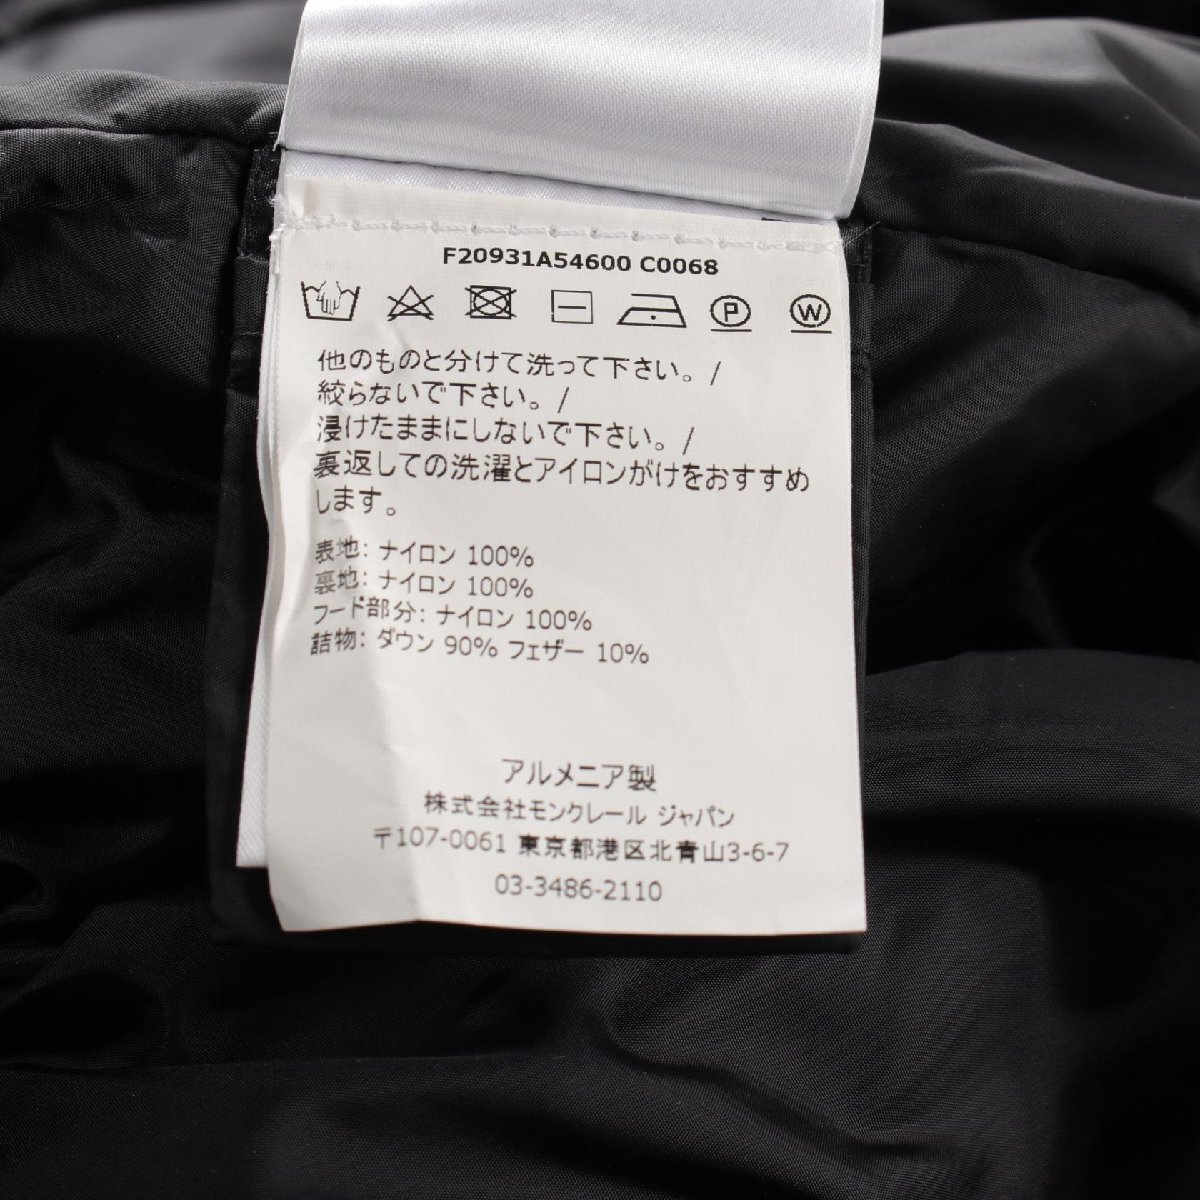 F20931A54600 C0068
P W
他のものと分けて洗って下さい。/
絞らないで下さい。/
浸けたままにしないで下さい。/
裏返しての洗濯とアイロンがけをおすすめ
します。
表地: ナイロン 100%
裏地: ナイロン 100%
フード部分: ナイロン 100%
詰物: ダウン 90% フェザー 10%
アルメニア製
株式会社モンクレール ジャパン
〒107-0061 東京都港区北青山3-6-7
03-3486-2110